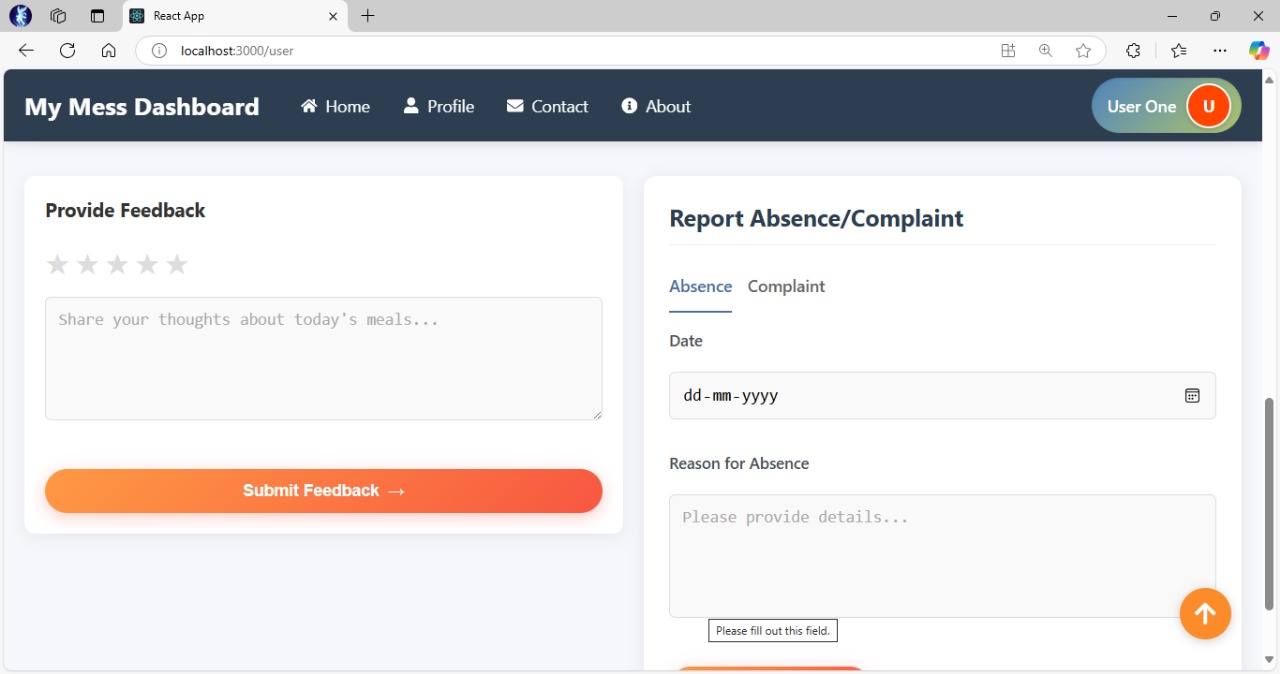 React App
localhost:3000/user
My Mess Dashboard Home Profile Contact About User One U
Provide Feedback
Share your thoughts about today's meals...
Submit Feedback →
Report Absence/Complaint
Absence Complaint
Date
dd-mm-yyyy
Reason for Absence
Please provide details...
Please fill out this field.